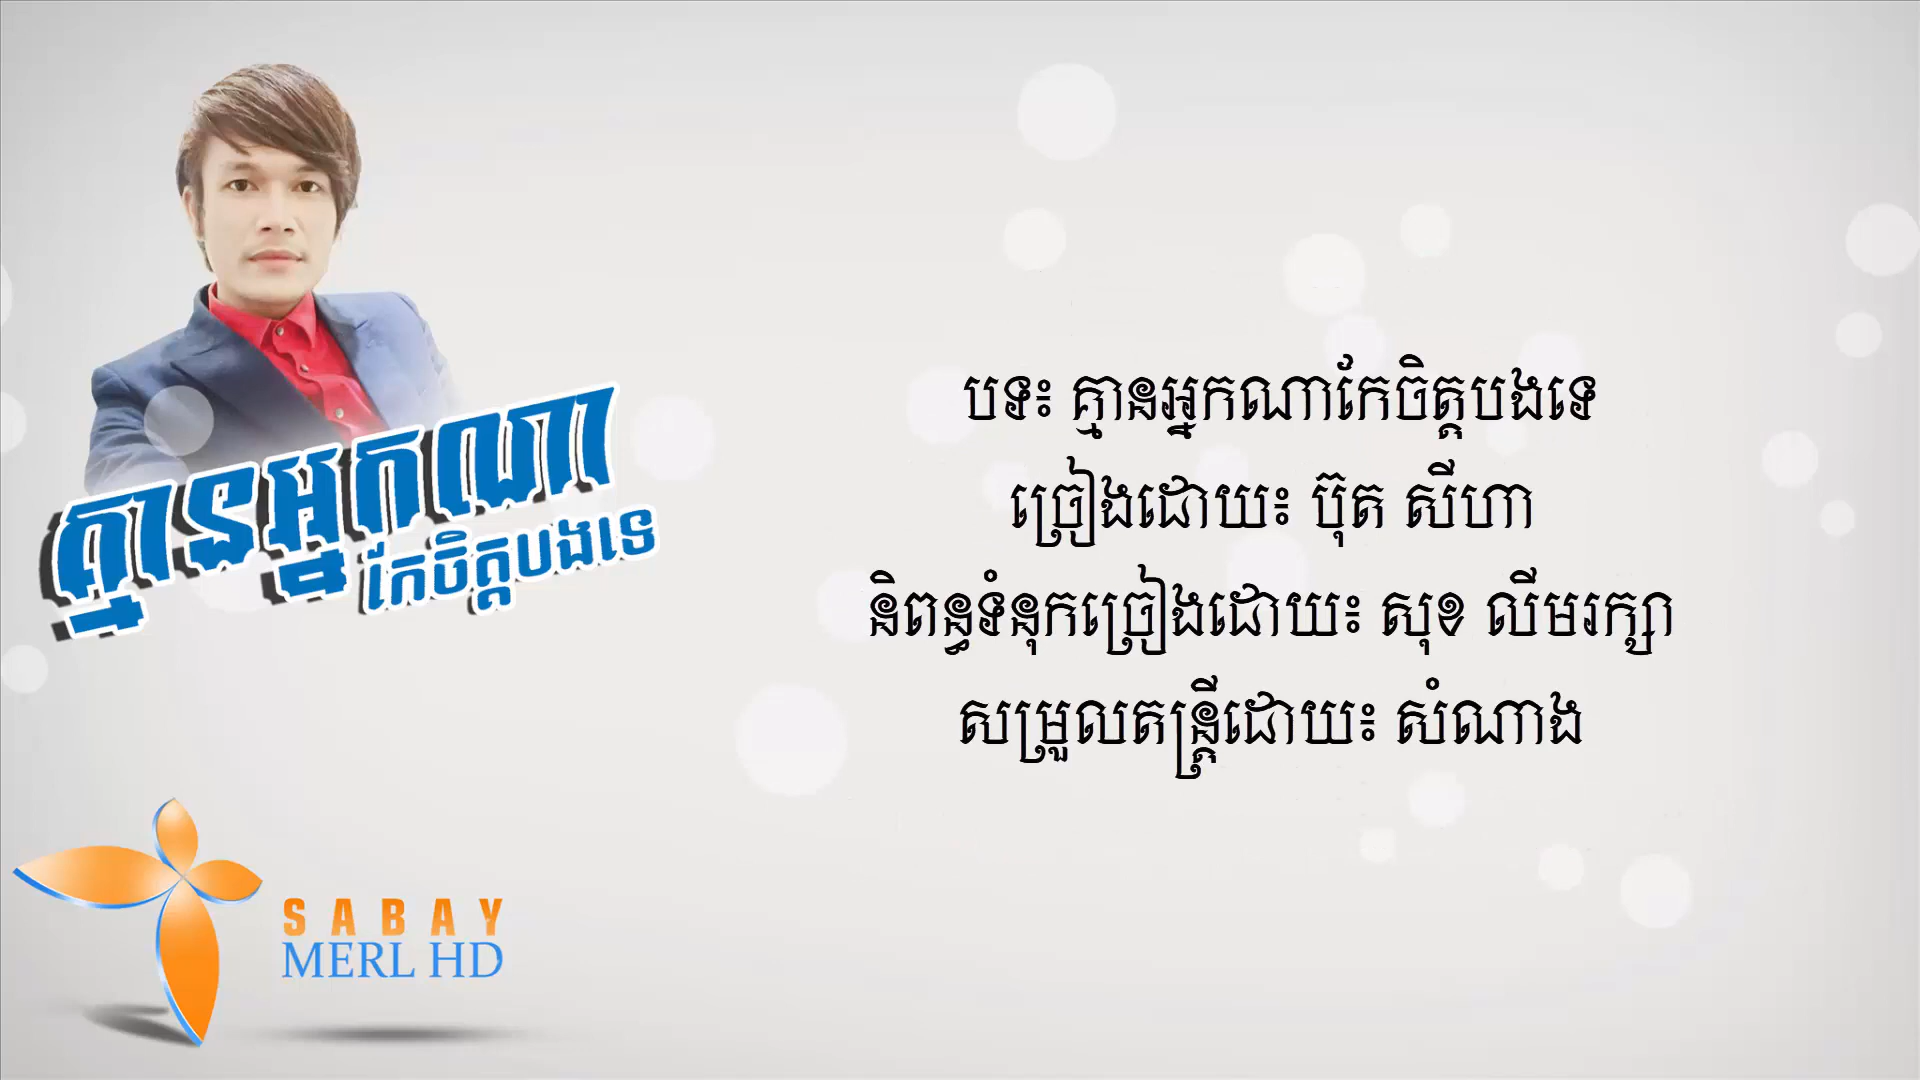 គ្មានអ្នកណា
កែចិត្តបងទេ
បទ៖ គ្មានអ្នកណាកែចិត្តបងទេ
ច្រៀងដោយ៖ ប៊ុត សីហា
និពន្ធទំនុកច្រៀងដោយ៖ សុខ លីមរក្សា
សម្រួលតន្ត្រីដោយ៖ សំណាង
SABAY
MERL HD